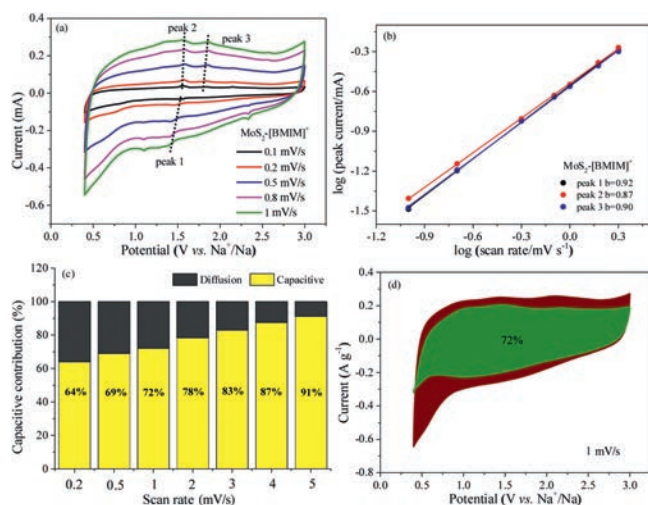 (a)
peak 2
peak 3
peak 1
MoS₂-[BMIM]⁺
0.1 mV/s
0.2 mV/s
0.5 mV/s
0.8 mV/s
1 mV/s
0.6
0.4
0.2
0.0
-0.2
-0.4
-0.6
Current (mA)
0.0 0.5 1.0 1.5 2.0 2.5 3.0
Potential (V vs. Na⁺/Na)
(b)
-0.3
-0.6
-0.9
-1.2
-1.5
log (peak current/mA)
MoS₂-[BMIM]⁺
peak 1 b=0.92
peak 2 b=0.87
peak 3 b=0.90
-1.2 -0.9 -0.6 -0.3 0.0 0.3
log (scan rate/mV s⁻¹)
(c)
Diffusion
Capacitive
120
100
80
60
40
20
0
Capacitive contribution (%)
64% 69% 72% 78% 83% 87% 91%
0.2 0.5 1 2 3 4 5
Scan rate (mV/s)
(d)
0.4
0.2
0.0
-0.2
-0.4
-0.6
-0.8
Current (A g⁻¹)
72%
1 mV/s
0.0 0.5 1.0 1.5 2.0 2.5 3.0
Potential (V vs. Na⁺/Na)